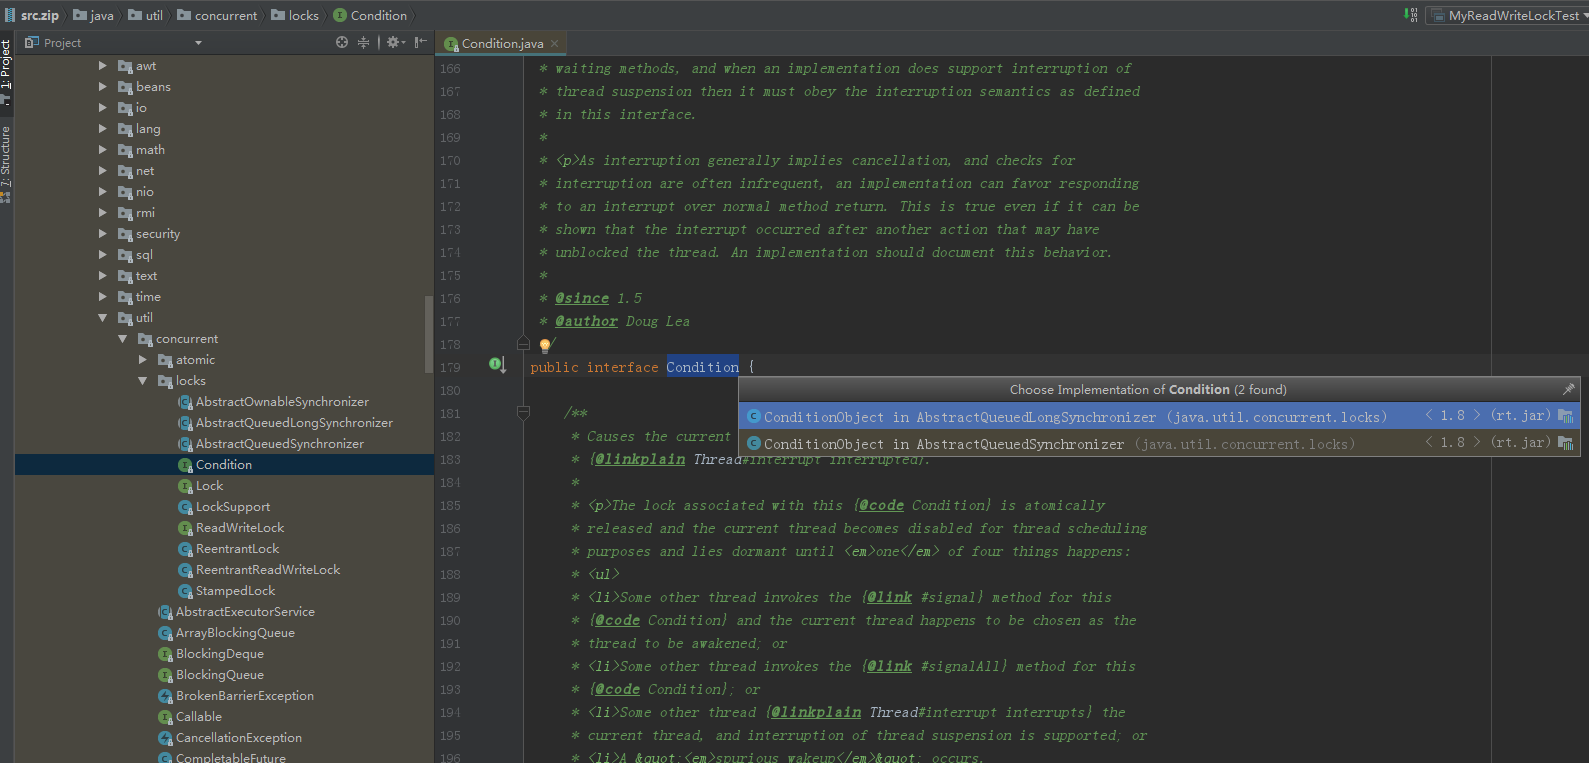 src.zip java util concurrent locks Condition MyReadWriteLockTest
1: Project
7: Structure
Project
awt
beans
io
lang
math
net
nio
rmi
security
sql
text
time
util
concurrent
atomic
locks
AbstractOwnableSynchronizer
AbstractQueuedLongSynchronizer
AbstractQueuedSynchronizer
Condition
Lock
LockSupport
ReadWriteLock
ReentrantLock
ReentrantReadWriteLock
StampedLock
AbstractExecutorService
ArrayBlockingQueue
BlockingDeque
BlockingQueue
BrokenBarrierException
Callable
CancellationException
CompletableFuture
Condition.java
166 * waiting methods, and when an implementation does support interruption of
167 * thread suspension then it must obey the interruption semantics as defined
168 * in this interface.
169 *
170 * <p>As interruption generally implies cancellation, and checks for
171 * interruption are often infrequent, an implementation can favor responding
172 * to an interrupt over normal method return. This is true even if it can be
173 * shown that the interrupt occurred after another action that may have
174 * unblocked the thread. An implementation should document this behavior.
175 *
176 * @since 1.5
177 * @author Doug Lea
178 /
179 public interface Condition {
180
181 /**
182 * Causes the current
183 * {@linkplain Thread#interrupt interrupted}.
184 *
185 * <p>The lock associated with this {@code Condition} is atomically
186 * released and the current thread becomes disabled for thread scheduling
187 * purposes and lies dormant until <em>one</em> of four things happens:
188 * <ul>
189 * <li>Some other thread invokes the {@link #signal} method for this
190 * {@code Condition} and the current thread happens to be chosen as the
191 * thread to be awakened; or
192 * <li>Some other thread invokes the {@link #signalAll} method for this
193 * {@code Condition}; or
194 * <li>Some other thread {@linkplain Thread#interrupt interrupts} the
195 * current thread, and interruption of thread suspension is supported; or
196 * <li>A &quot;<em>spurious wakeup</em>&quot; occurs.
Choose Implementation of Condition (2 found)
ConditionObject in AbstractQueuedLongSynchronizer (java.util.concurrent.locks) < 1.8 > (rt.jar)
ConditionObject in AbstractQueuedSynchronizer (java.util.concurrent.locks) < 1.8 > (rt.jar)